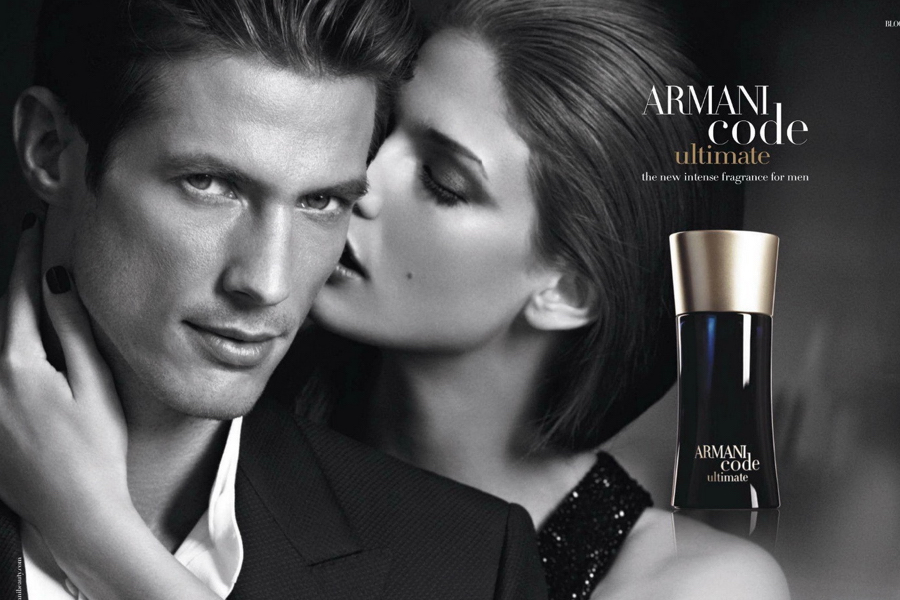 ARMANI
code
ultimate
the new intense fragrance for men
ARMANI
code
ultimate